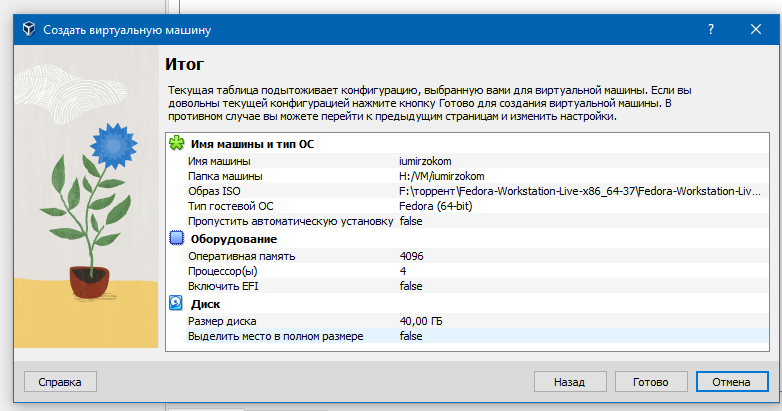 Создать виртуальную машину
Итог
Текущая таблица подытоживает конфигурацию, выбранную вами для виртуальной машины. Если вы
довольны текущей конфигурацией нажмите кнопку Готово для создания виртуальной машины. В
противном случае вы можете перейти к предыдущим страницам и изменить настройки.
Имя машины и тип ОС
Имя машины iumirzokom
Папка машины H:/VM/iumirzokom
Образ ISO F:\торрент\Fedora-Workstation-Live-x86_64-37\Fedora-Workstation-Liv...
Тип гостевой ОС Fedora (64-bit)
Пропустить автоматическую установку false
Оборудование
Оперативная память 4096
Процессор(ы) 4
Включить EFI false
Диск
Размер диска 40,00 ГБ
Выделить место в полном размере false
Справка Назад Готово Отмена